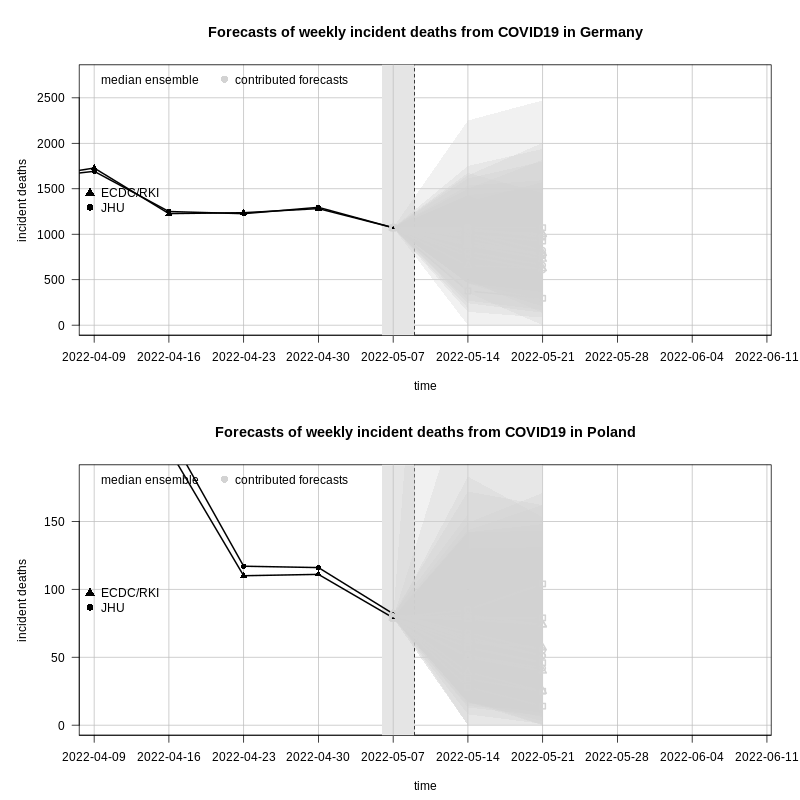 Forecasts of weekly incident deaths from COVID19 in Germany
median ensemble contributed forecasts
2500
2000
1500
1000
500
0
incident deaths
ECDC/RKI
JHU
2022-04-09 2022-04-16 2022-04-23 2022-04-30 2022-05-07 2022-05-14 2022-05-21 2022-05-28 2022-06-04 2022-06-11
time
Forecasts of weekly incident deaths from COVID19 in Poland
median ensemble contributed forecasts
150
100
50
0
incident deaths
ECDC/RKI
JHU
2022-04-09 2022-04-16 2022-04-23 2022-04-30 2022-05-07 2022-05-14 2022-05-21 2022-05-28 2022-06-04 2022-06-11
time